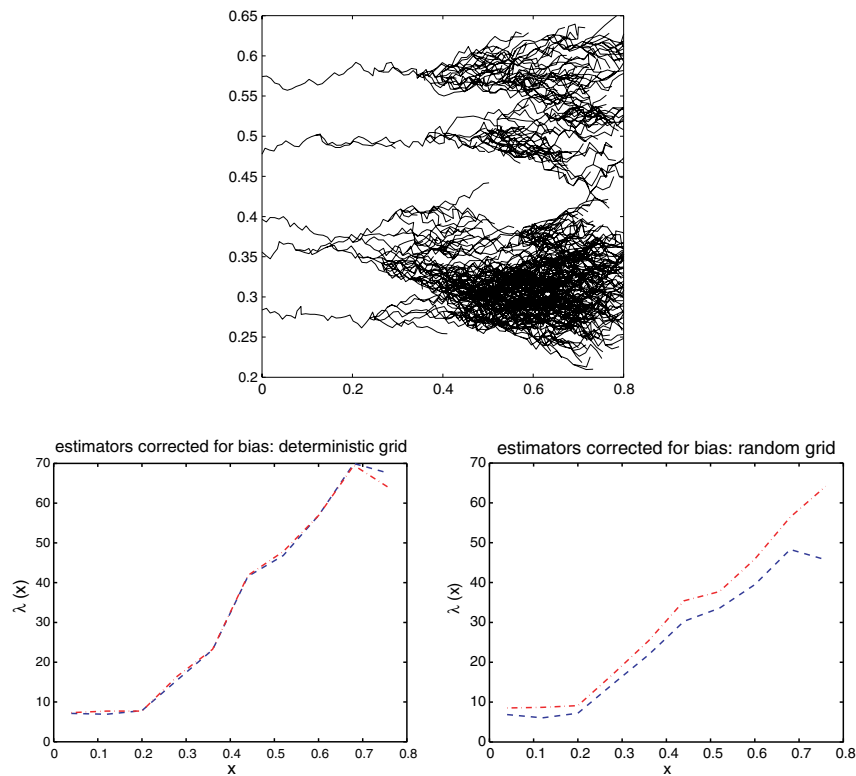 0.65
0.6
0.55
0.5
0.45
0.4
0.35
0.3
0.25
0.2
0 0.2 0.4 0.6 0.8
estimators corrected for bias: deterministic grid
70
60
50
40
30
20
10
0
λ (x)
0 0.1 0.2 0.3 0.4 0.5 0.6 0.7 0.8
x
estimators corrected for bias: random grid
70
60
50
40
30
20
10
0
λ (x)
0 0.1 0.2 0.3 0.4 0.5 0.6 0.7 0.8
x